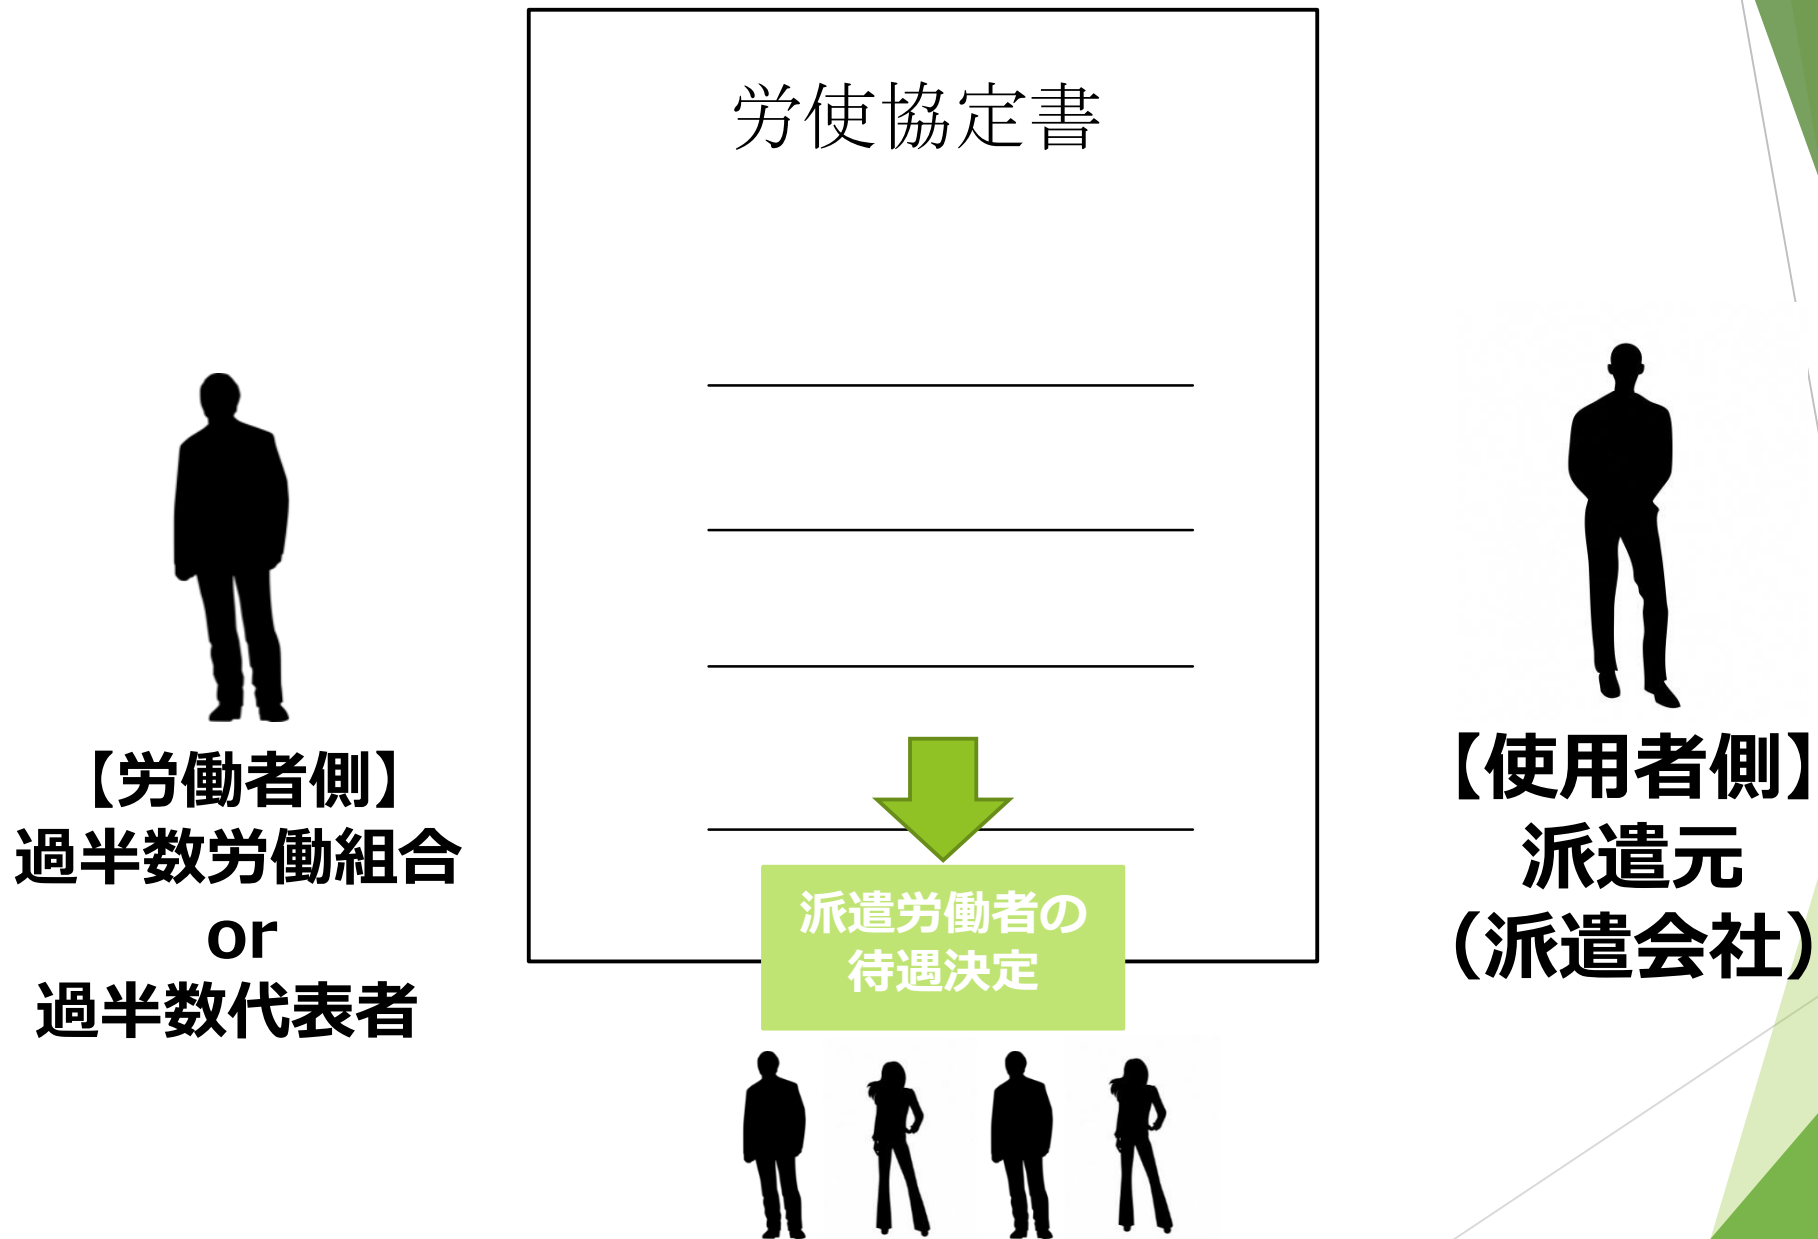 労使協定書
【労働者側】
過半数労働組合
or
過半数代表者
【使用者側】
派遣元
（派遣会社）
派遣労働者の
待遇決定